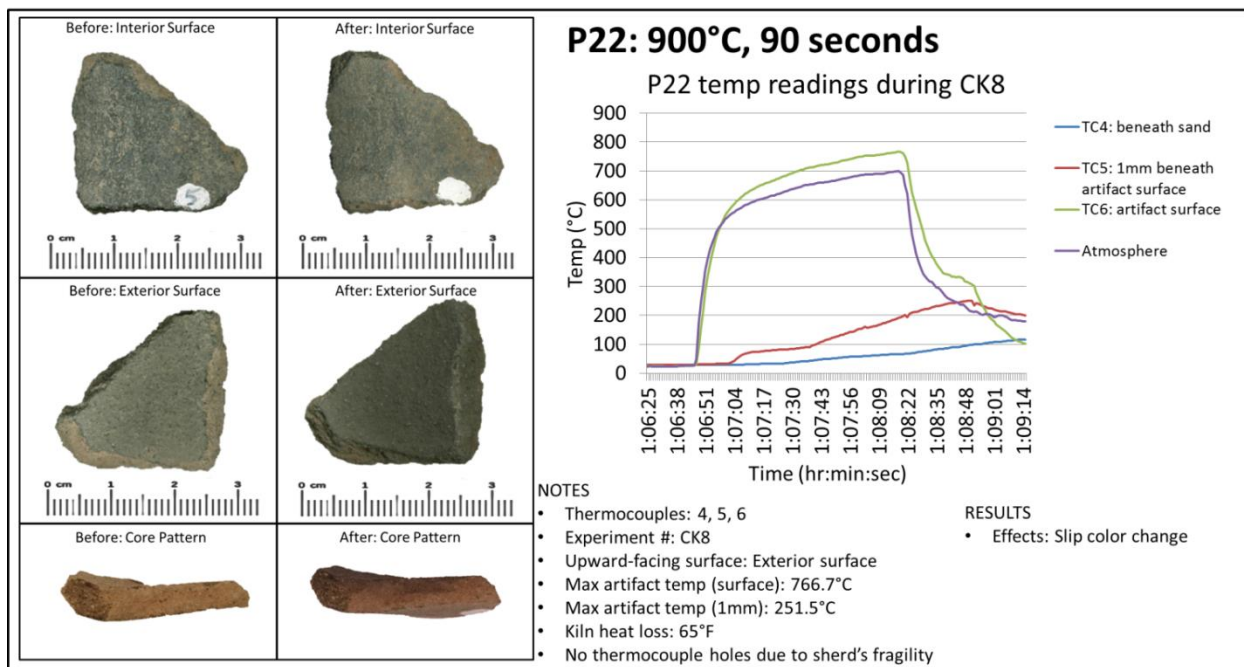 Before: Interior Surface
After: Interior Surface
5
0 cm 1 2 3
0 cm 1 2 3
Before: Exterior Surface
After: Exterior Surface
0 cm 1 2 3
0 cm 1 2 3
Before: Core Pattern
After: Core Pattern
P22: 900°C, 90 seconds
P22 temp readings during CK8
900
800
700
600
500
400
300
200
100
0
Temp (°C)
1:06:25
1:06:38
1:06:51
1:07:04
1:07:17
1:07:30
1:07:43
1:07:56
1:08:09
1:08:22
1:08:35
1:08:48
1:09:01
1:09:14
Time (hr:min:sec)
TC4: beneath sand
TC5: 1mm beneath
artifact surface
TC6: artifact surface
Atmosphere
NOTES
• Thermocouples: 4, 5, 6
• Experiment #: CK8
• Upward-facing surface: Exterior surface
• Max artifact temp (surface): 766.7°C
• Max artifact temp (1mm): 251.5°C
• Kiln heat loss: 65°F
• No thermocouple holes due to sherd's fragility
RESULTS
• Effects: Slip color change